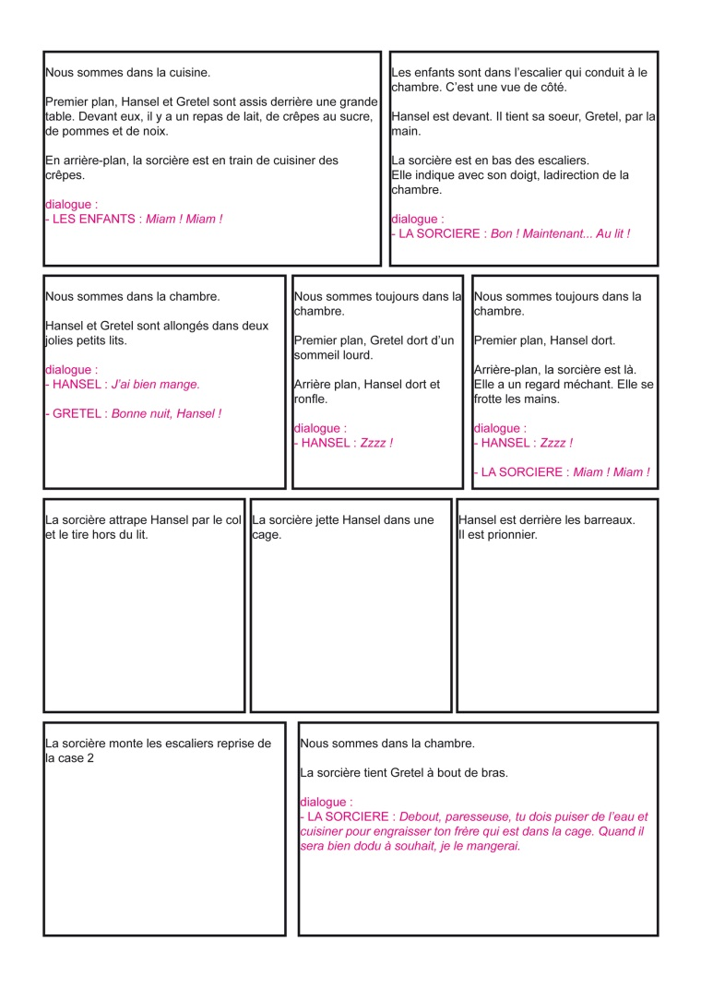 Nous sommes dans la cuisine.
Premier plan, Hansel et Gretel sont assis derrière une grande
table. Devant eux, il y a un repas de lait, de crêpes au sucre,
de pommes et de noix.
En arrière-plan, la sorcière est en train de cuisiner des
crêpes.
dialogue :
- LES ENFANTS : Miam ! Miam !
Les enfants sont dans l'escalier qui conduit à le
chambre. C'est une vue de côté.
Hansel est devant. Il tient sa soeur, Gretel, par la
main.
La sorcière est en bas des escaliers.
Elle indique avec son doigt, ladirection de la
chambre.
dialogue :
- LA SORCIERE : Bon ! Maintenant... Au lit !
Nous sommes dans la chambre.
Hansel et Gretel sont allongés dans deux
jolies petits lits.
dialogue :
- HANSEL : J'ai bien mange.
- GRETEL : Bonne nuit, Hansel !
Nous sommes toujours dans la
chambre.
Premier plan, Gretel dort d'un
sommeil lourd.
Arrière plan, Hansel dort et
ronfle.
dialogue :
- HANSEL : Zzzz !
Nous sommes toujours dans la
chambre.
Premier plan, Hansel dort.
Arrière-plan, la sorcière est là.
Elle a un regard méchant. Elle se
frotte les mains.
dialogue :
- HANSEL : Zzzz !
- LA SORCIERE : Miam ! Miam !
La sorcière attrape Hansel par le col
et le tire hors du lit.
La sorcière jette Hansel dans une
cage.
Hansel est derrière les barreaux.
Il est prionnier.
La sorcière monte les escaliers reprise de
la case 2
Nous sommes dans la chambre.
La sorcière tient Gretel à bout de bras.
dialogue :
- LA SORCIERE : Debout, paresseuse, tu dois puiser de l'eau et
cuisiner pour engraisser ton frère qui est dans la cage. Quand il
sera bien dodu à souhait, je le mangerai.